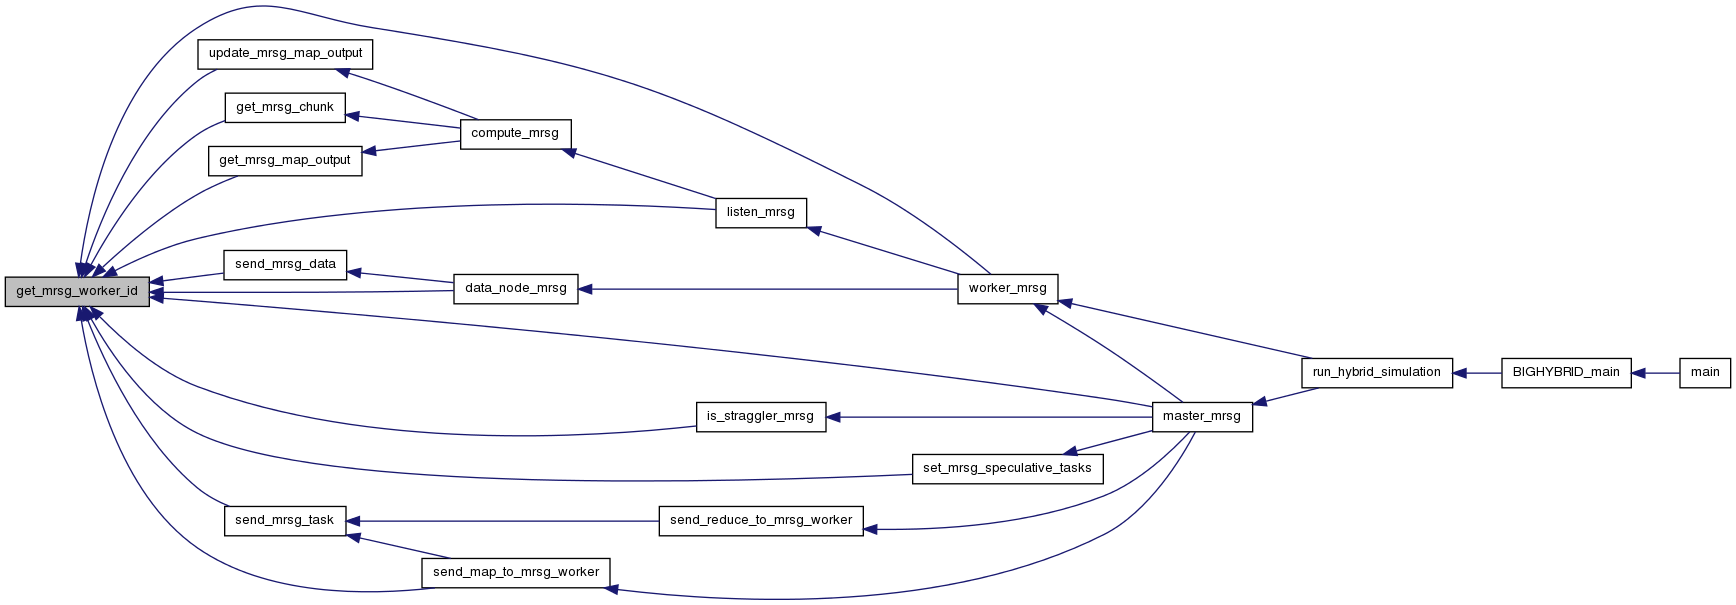 update_mrsg_map_output
get_mrsg_chunk
compute_mrsg
get_mrsg_map_output
listen_mrsg
send_mrsg_data
get_mrsg_worker_id
data_node_mrsg
worker_mrsg
run_hybrid_simulation
BIGHYBRID_main
main
is_straggler_mrsg
master_mrsg
set_mrsg_speculative_tasks
send_mrsg_task
send_reduce_to_mrsg_worker
send_map_to_mrsg_worker